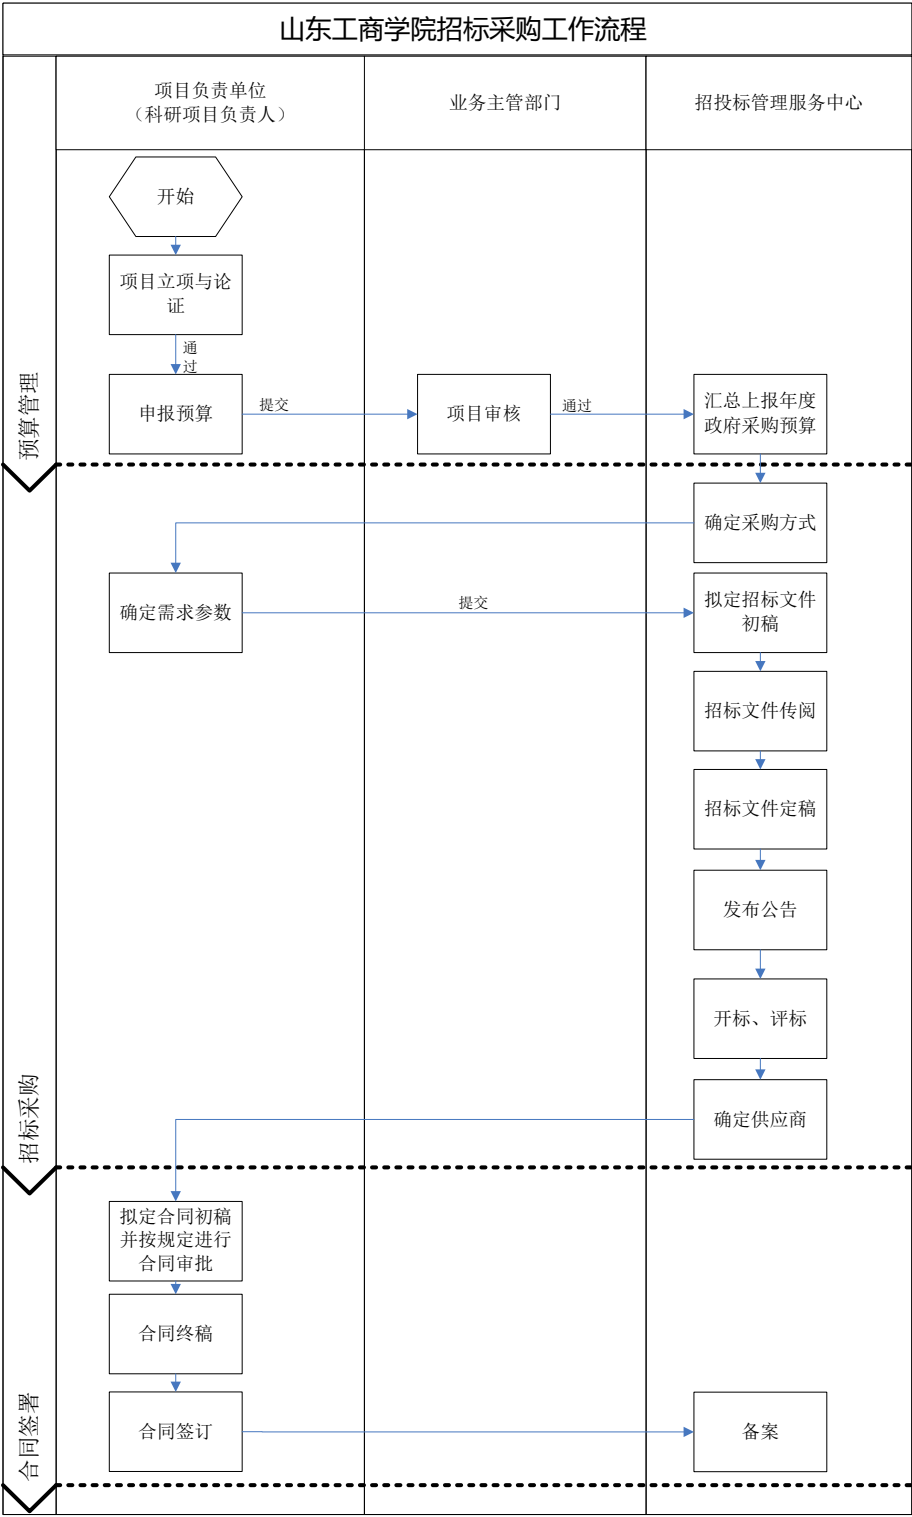 山东工商学院招标采购工作流程
项目负责单位
（科研项目负责人）
业务主管部门
招投标管理服务中心
预算管理
开始
项目立项与论
证
通
过
申报预算
提交
项目审核
通过
汇总上报年度
政府采购预算
招标采购
确定采购方式
确定需求参数
提交
拟定招标文件
初稿
招标文件传阅
招标文件定稿
发布公告
开标、评标
确定供应商
合同签署
拟定合同初稿
并按规定进行
合同审批
合同终稿
合同签订
备案